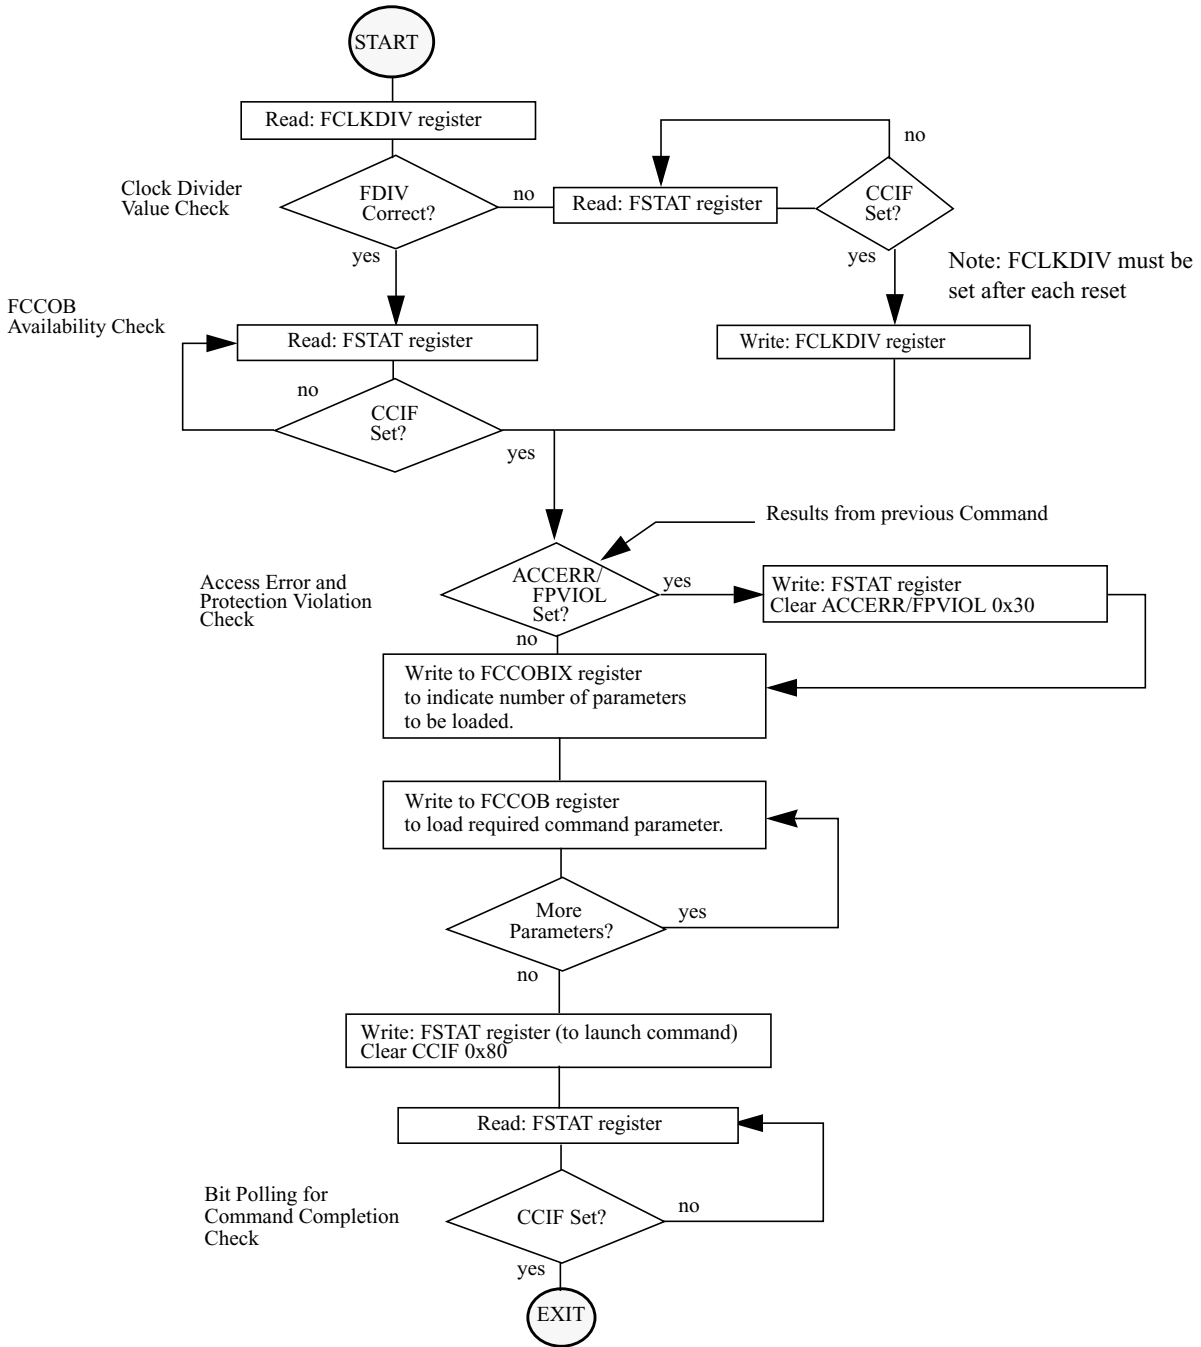 START
Read: FCLKDIV register
Clock Divider
Value Check
FDIV
Correct?
no
Read: FSTAT register
CCIF
Set?
no
yes
yes
Note: FCLKDIV must be
set after each reset
FCCOB
Availability Check
Read: FSTAT register
Write: FCLKDIV register
no
CCIF
Set?
yes
Results from previous Command
Access Error and
Protection Violation
Check
ACCERR/
FPVIOL
Set?
yes
Write: FSTAT register
Clear ACCERR/FPVIOL 0x30
no
Write to FCCOBIX register
to indicate number of parameters
to be loaded.
Write to FCCOB register
to load required command parameter.
More
Parameters?
yes
no
Write: FSTAT register (to launch command)
Clear CCIF 0x80
Read: FSTAT register
Bit Polling for
Command Completion
Check
CCIF Set?
no
yes
EXIT